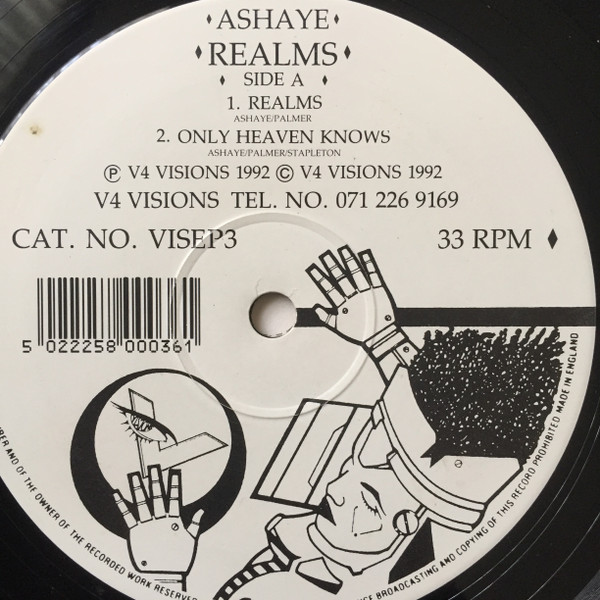 ASHAYE
REALMS
SIDE A
1. REALMS
ASHAYE/PALMER
2. ONLY HEAVEN KNOWS
ASHAYE/PALMER/STAPLETON
Ⓟ V4 VISIONS 1992 © V4 VISIONS 1992
V4 VISIONS TEL. NO. 071 226 9169
CAT. NO. VISEP3
33 RPM
5 022258 000361
AND OF THE OWNER OF THE RECORDED WORK RESERVED
BROADCASTING AND COPYING OF THIS RECORD PROHIBITED MADE IN ENGLAND